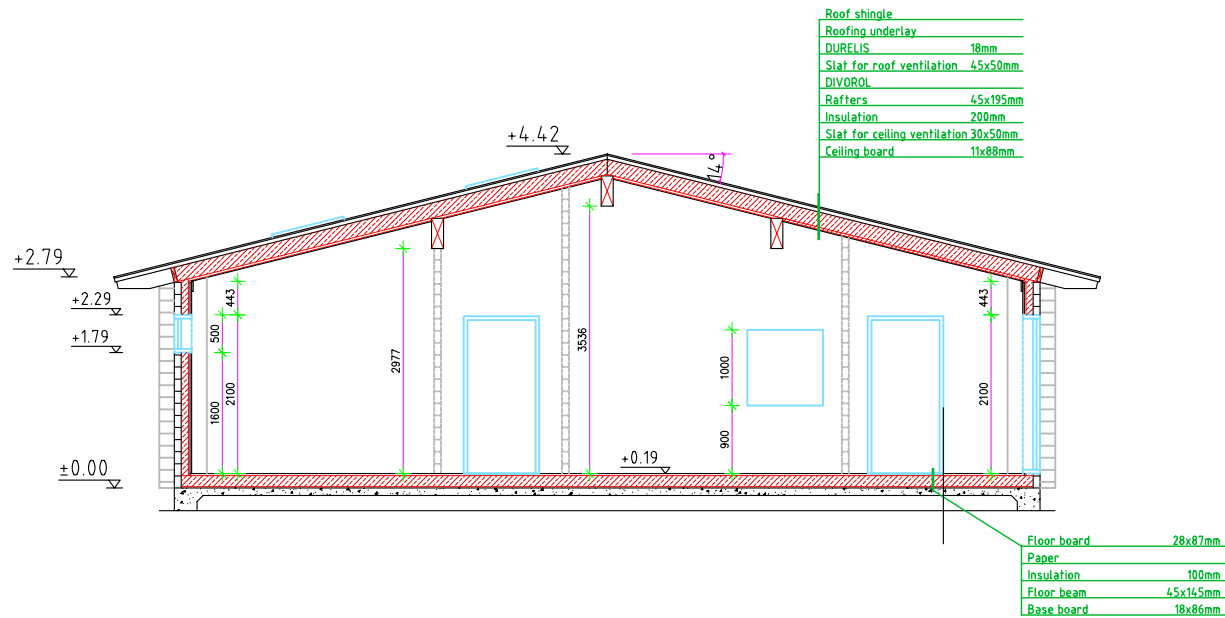 Roof shingle
Roofing underlay
DURELIS 18mm
Slat for roof ventilation 45x50mm
DIVOROL
Rafters 45x195mm
Insulation 200mm
Slat for ceiling ventilation 30x50mm
Ceiling board 11x88mm
+4.42
14°
+2.79
+2.29
+1.79
±0.00
443
500
1600
2100
2977
3536
1000
900
443
2100
+0.19
Floor board 28x87mm
Paper
Insulation 100mm
Floor beam 45x145mm
Base board 18x86mm